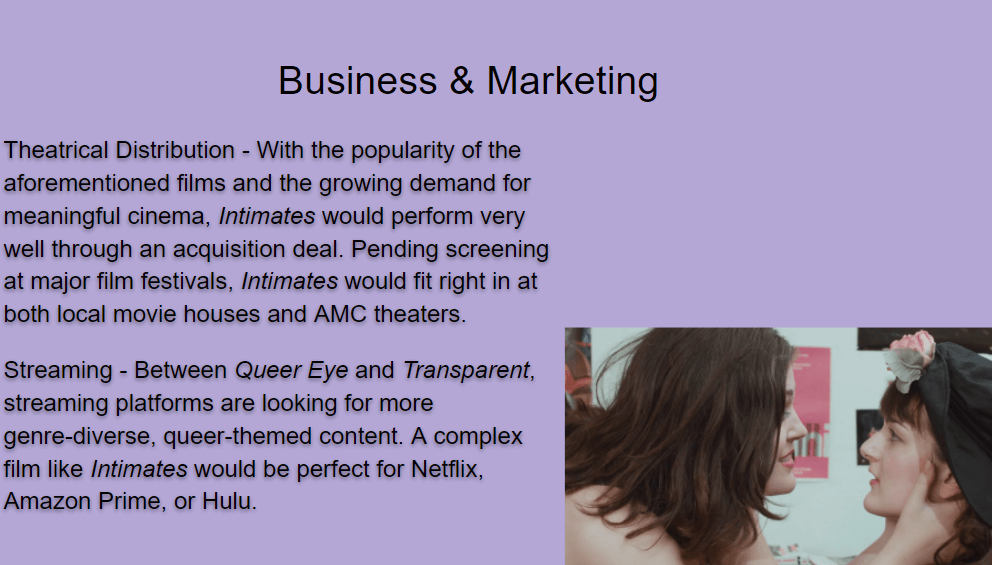 Business & Marketing
Theatrical Distribution - With the popularity of the
aforementioned films and the growing demand for
meaningful cinema, Intimates would perform very
well through an acquisition deal. Pending screening
at major film festivals, Intimates would fit right in at
both local movie houses and AMC theaters.
Streaming - Between Queer Eye and Transparent,
streaming platforms are looking for more
genre-diverse, queer-themed content. A complex
film like Intimates would be perfect for Netflix,
Amazon Prime, or Hulu.